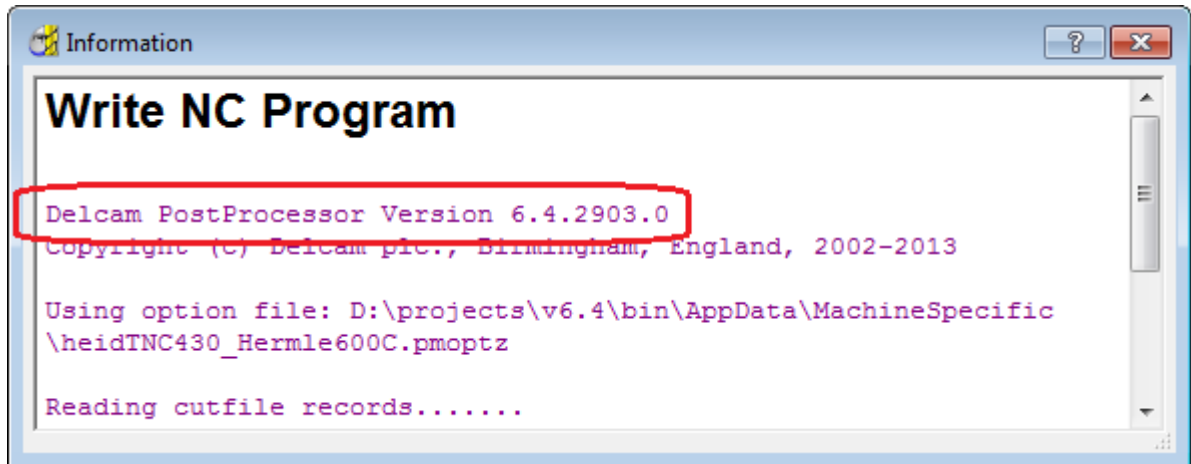 Information
Write NC Program
Delcam PostProcessor Version 6.4.2903.0
Copyright (C) Delcam plc., Birmingham, England, 2002-2013
Using option file: D:\projects\v6.4\bin\AppData\MachineSpecific
\heidTNC430_Hermle600C.pmoptz
Reading cutfile records.......